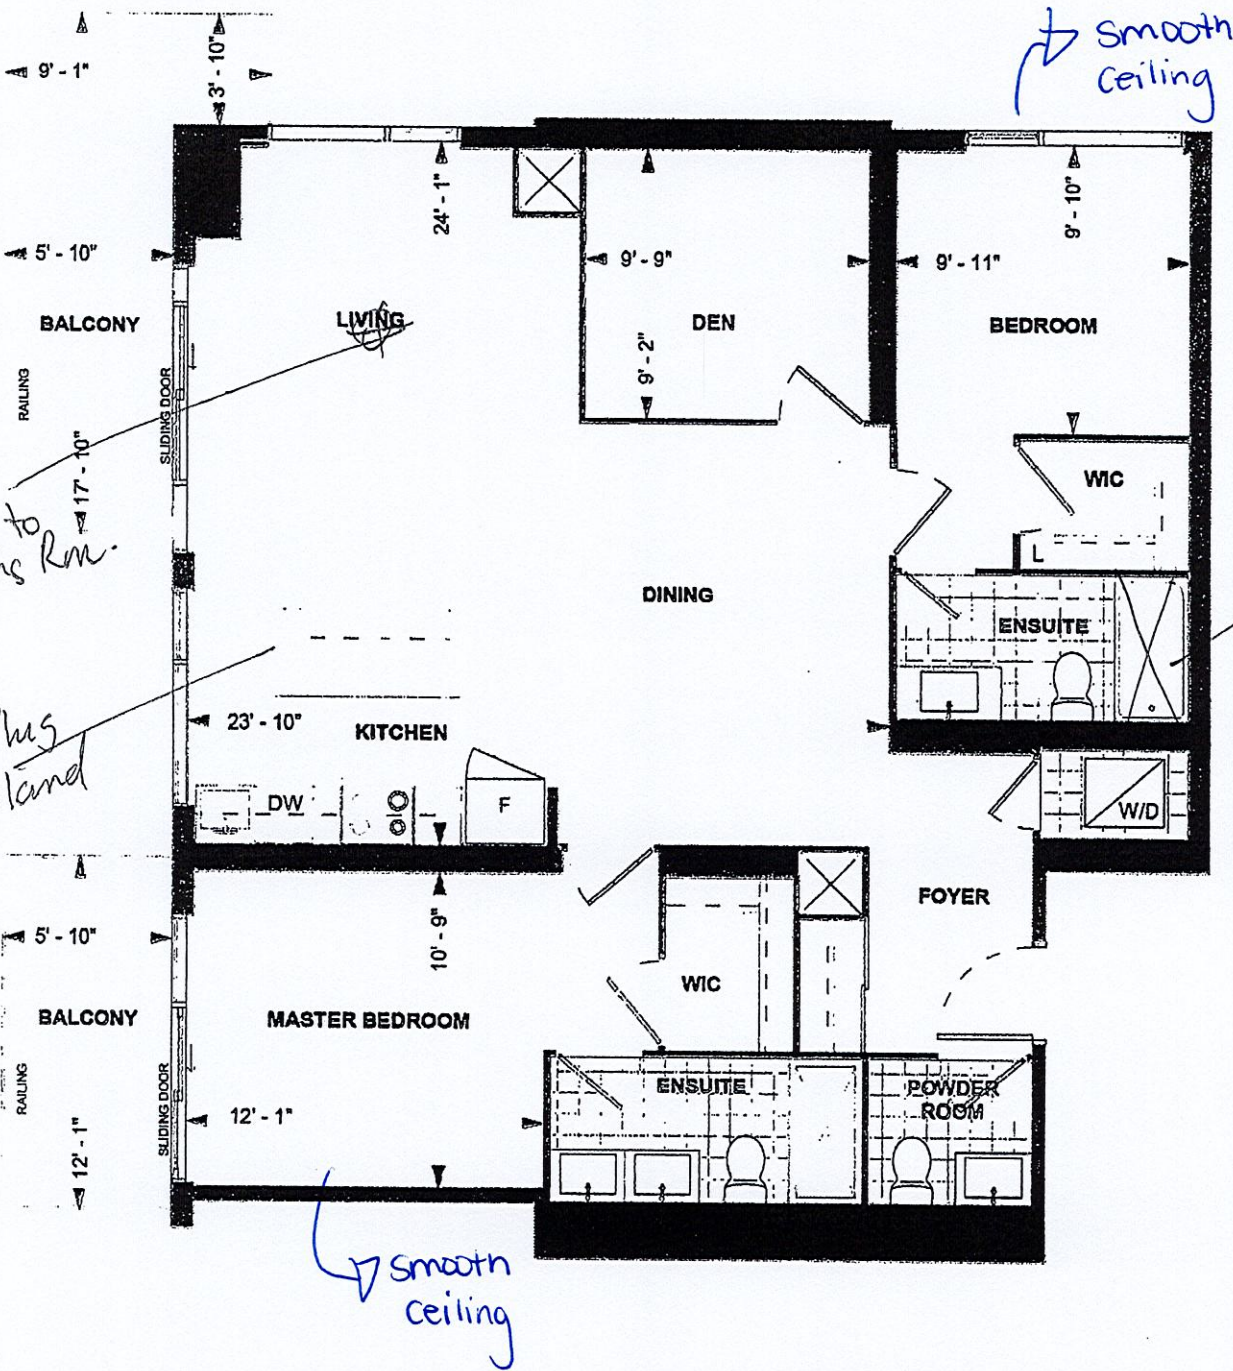 smooth
ceiling
9' - 1"
3' - 10"
24' - 1"
9' - 10"
5' - 10"
9' - 9"
9' - 11"
BALCONY
LIVING
DEN
BEDROOM
9' - 2"
RAILING
SLIDING DOOR
17' - 10"
WIC
to
Rm.
L
DINING
ENSUITE
23' - 10"
KITCHEN
DW
F
W/D
FOYER
5' - 10"
10' - 9"
WIC
BALCONY
MASTER BEDROOM
RAILING
SLIDING DOOR
ENSUITE
POWDER
ROOM
12' - 1"
12' - 1"
smooth
ceiling